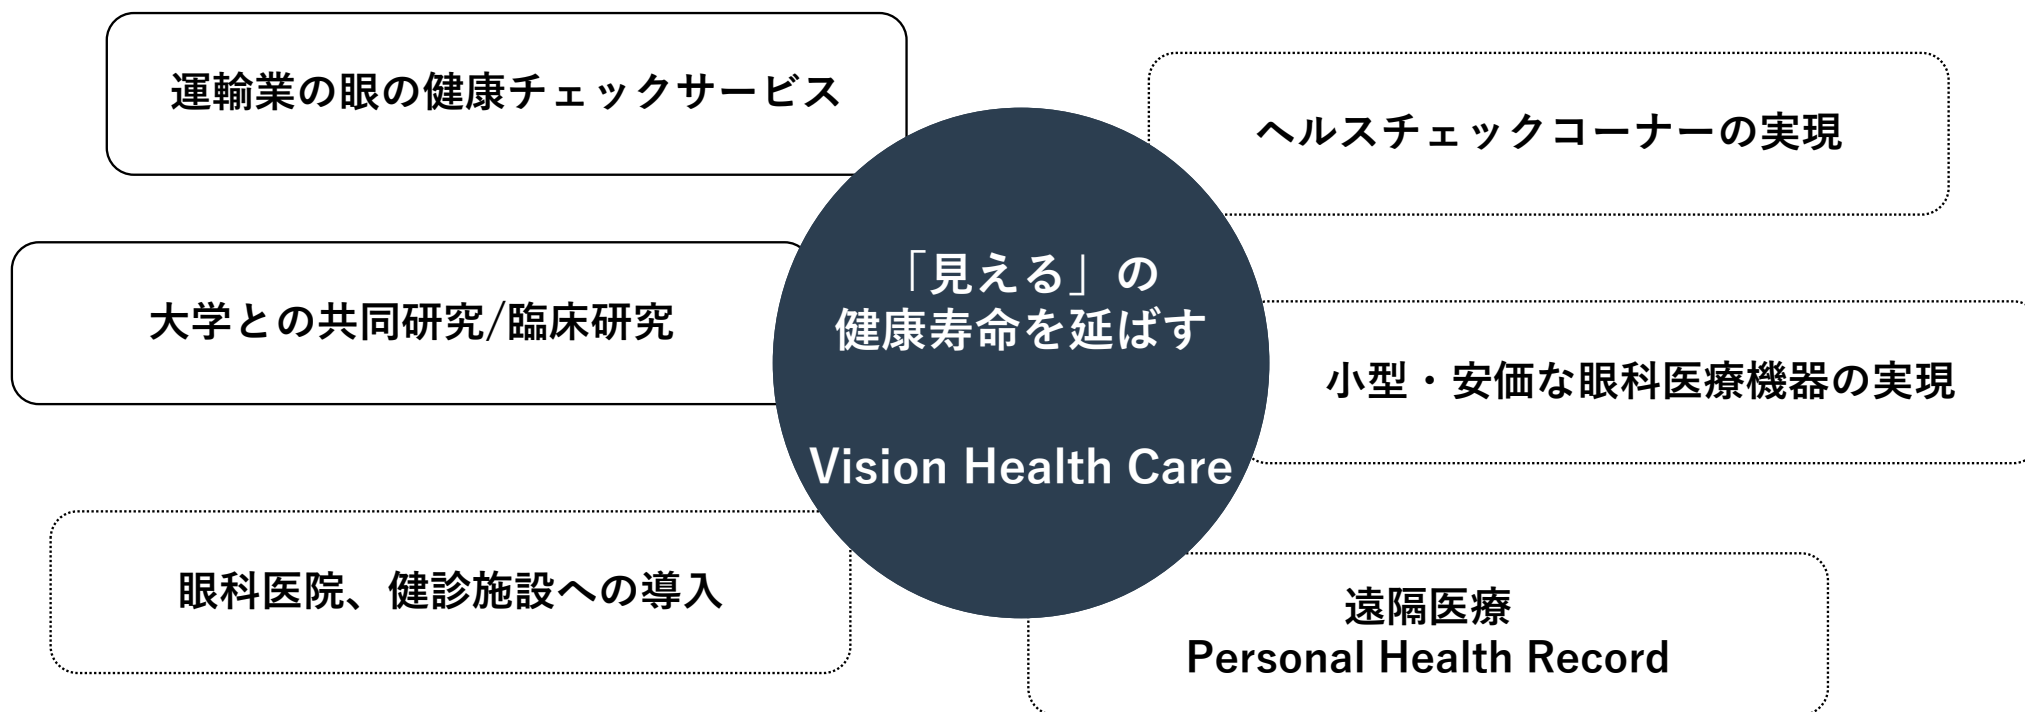 運輸業の眼の健康チェックサービス
大学との共同研究/臨床研究
眼科医院、健診施設への導入
「見える」の
健康寿命を延ばす
Vision Health Care
ヘルスチェックコーナーの実現
小型・安価な眼科医療機器の実現
遠隔医療
Personal Health Record